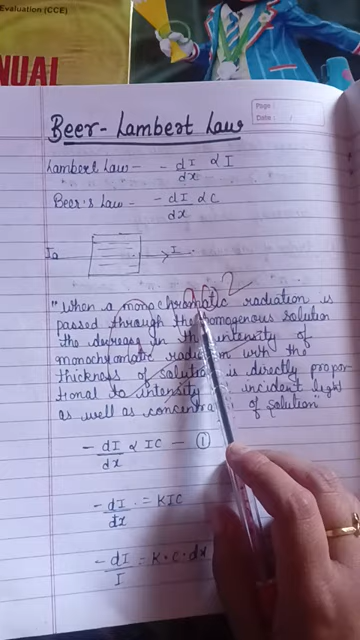 Evaluation (CCE)
NUAL
Page :
Date : / /
Beer-Lambert Law
Lambert Law - - dI/dx α I
Beer's Law - - dI/dx α C
I
"When a monochromatic radiation is
passed through the homogenous solution
the decrease in the intensity of
monochromatic radiation with the
thickness of solution is directly propor-
tional to intensity incident light
as well as of solution"
- dI/dx α IC - ①
- dI/dx = KIC
- dI/I = K · C · dx